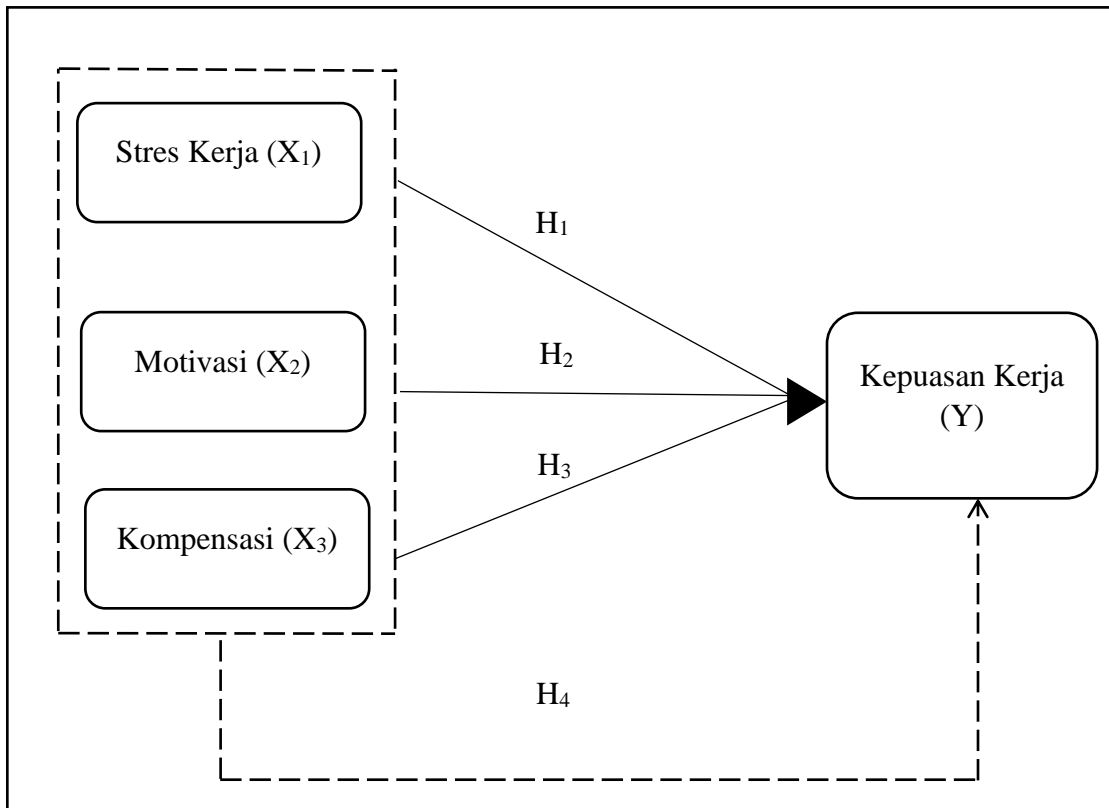 Stres Kerja (X₁)
H₁
Motivasi (X₂)
H₂
Kepuasan Kerja
(Y)
H₃
Kompensasi (X₃)
H₄